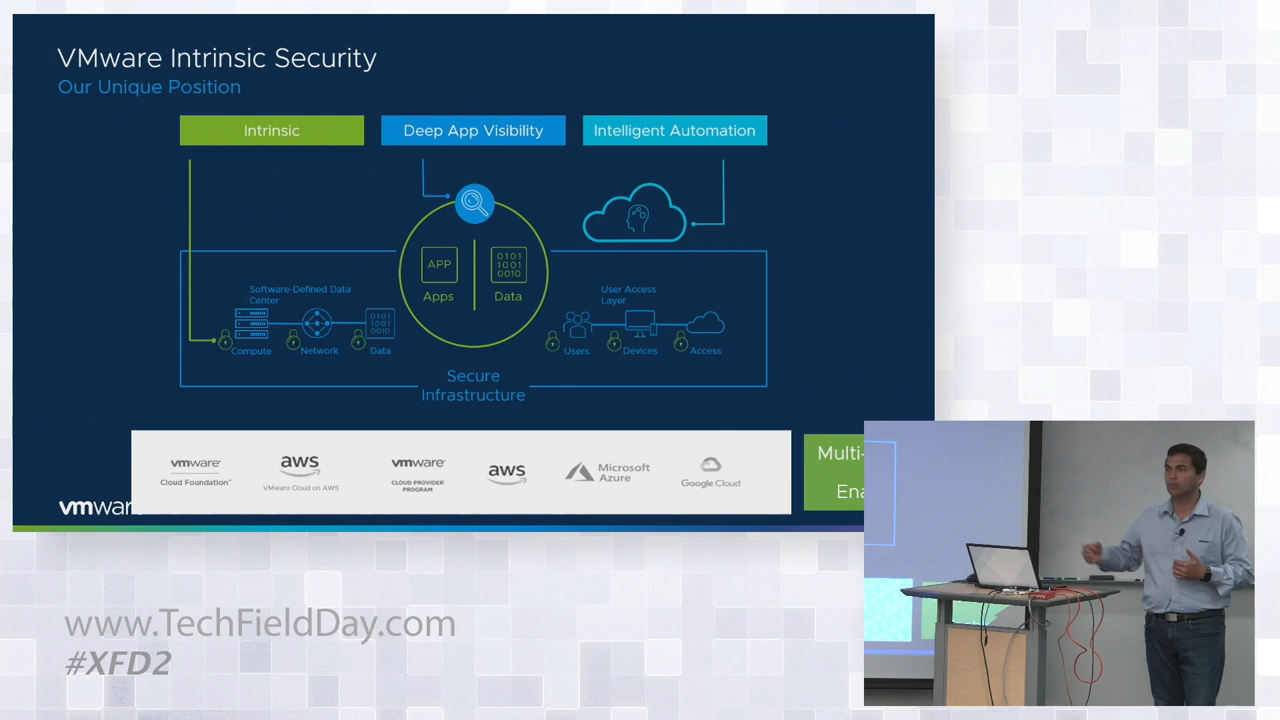 VMware Intrinsic Security
Our Unique Position
Intrinsic
Deep App Visibility
Intelligent Automation
APP
Apps
0101
1001
0010
Data
Software-Defined Data
Center
0101
1001
0010
Compute
Network
Data
User Access
Layer
Users
Devices
Access
Secure
Infrastructure
vmware
Cloud Foundation™
aws
VMware Cloud on AWS
vmware
CLOUD PROVIDER™
PROGRAM
aws
Microsoft
Azure
Google Cloud
Multi-
Ena
vmwar
www.TechFieldDay.com
#XFD2